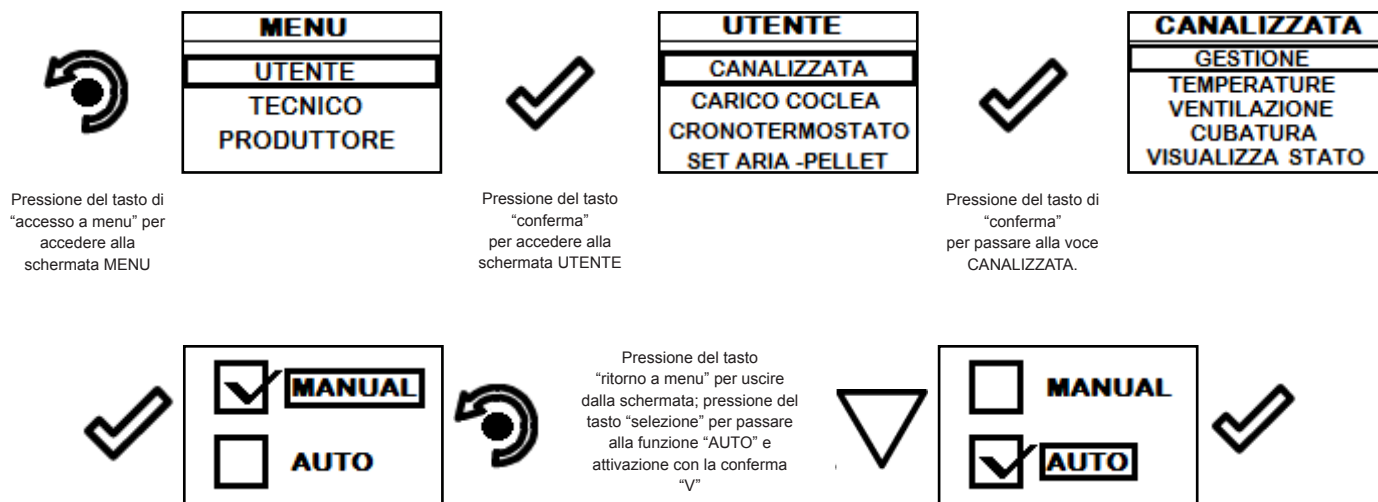 MENU
UTENTE
TECNICO
PRODUTTORE
UTENTE
CANALIZZATA
CARICO COCLEA
CRONOTERMOSTATO
SET ARIA -PELLET
CANALIZZATA
GESTIONE
TEMPERATURE
VENTILAZIONE
CUBATURA
VISUALIZZA STATO
Pressione del tasto di
“accesso a menu” per
accedere alla
schermata MENU
Pressione del tasto
“conferma”
per accedere alla
schermata UTENTE
Pressione del tasto di
“conferma”
per passare alla voce
CANALIZZATA.
MANUAL
AUTO
Pressione del tasto
“ritorno a menu” per uscire
dalla schermata; pressione del
tasto “selezione” per passare
alla funzione “AUTO” e
attivazione con la conferma
“V”
MANUAL
AUTO